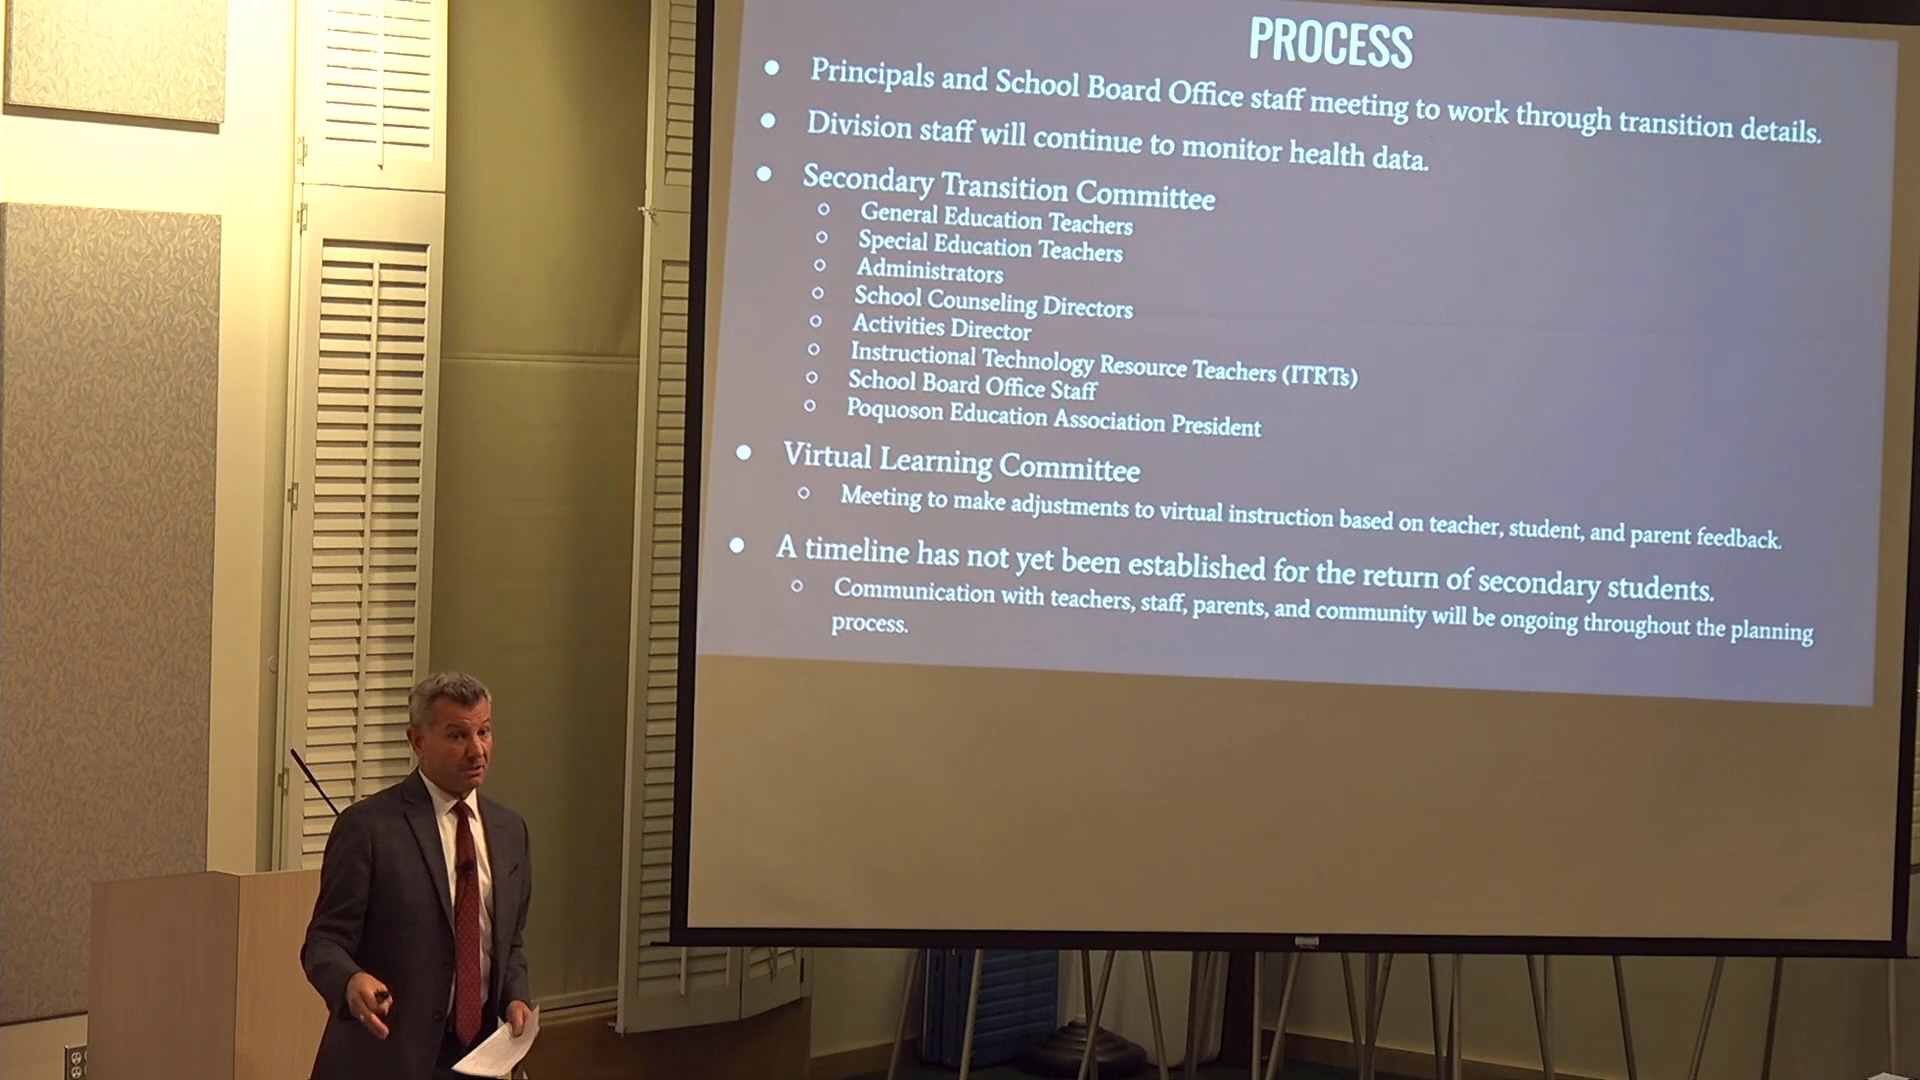 PROCESS
● Principals and School Board Office staff meeting to work through transition details.
● Division staff will continue to monitor health data.
● Secondary Transition Committee
○ General Education Teachers
○ Special Education Teachers
○ Administrators
○ School Counseling Directors
○ Activities Director
○ Instructional Technology Resource Teachers (ITRTs)
○ School Board Office Staff
○ Poquoson Education Association President
● Virtual Learning Committee
○ Meeting to make adjustments to virtual instruction based on teacher, student, and parent feedback.
● A timeline has not yet been established for the return of secondary students.
○ Communication with teachers, staff, parents, and community will be ongoing throughout the planning
process.